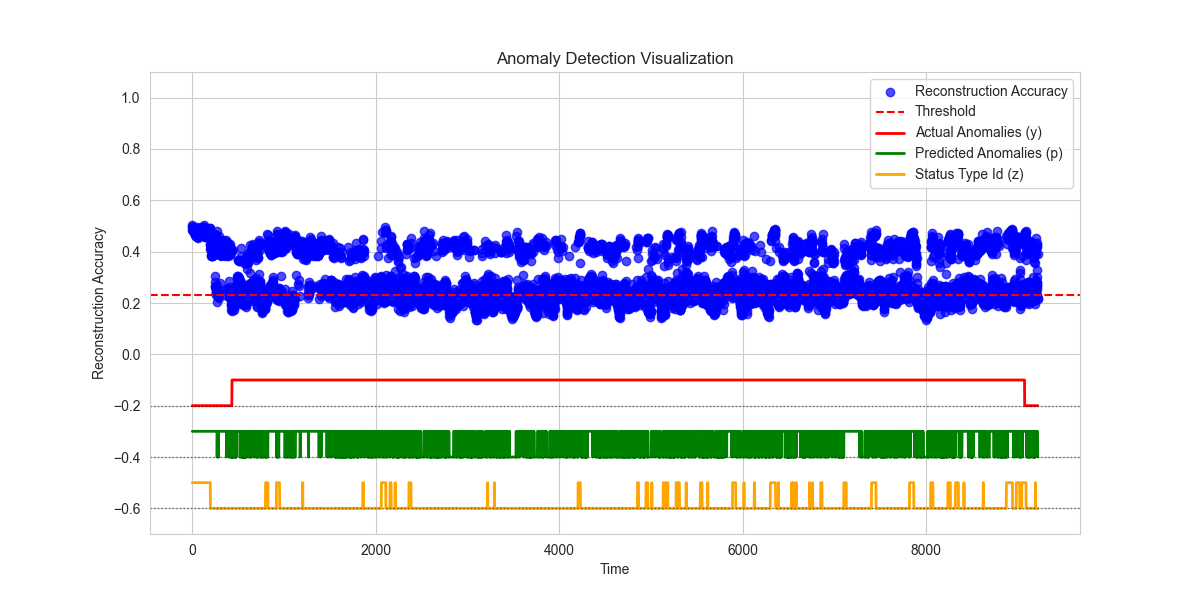 Anomaly Detection Visualization
Reconstruction Accuracy
1.0
0.8
0.6
0.4
0.2
0.0
−0.2
−0.4
−0.6
Reconstruction Accuracy
Threshold
Actual Anomalies (y)
Predicted Anomalies (p)
Status Type Id (z)
0
2000
4000
6000
8000
Time